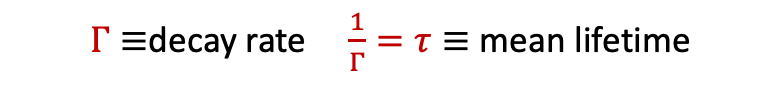 Γ ≡decay rate 1/Γ = τ ≡ mean lifetime